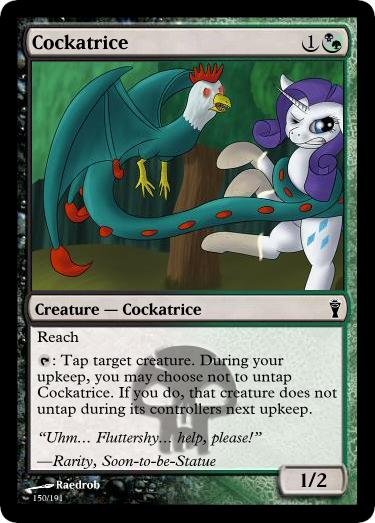 Cockatrice 1
Creature — Cockatrice
Reach
: Tap target creature. During your
upkeep, you may choose not to untap
Cockatrice. If you do, that creature does not
untap during its controllers next upkeep.
“Uhm... Fluttershy... help, please!”
—Rarity, Soon-to-be-Statue
1/2
Raedrob
150/191